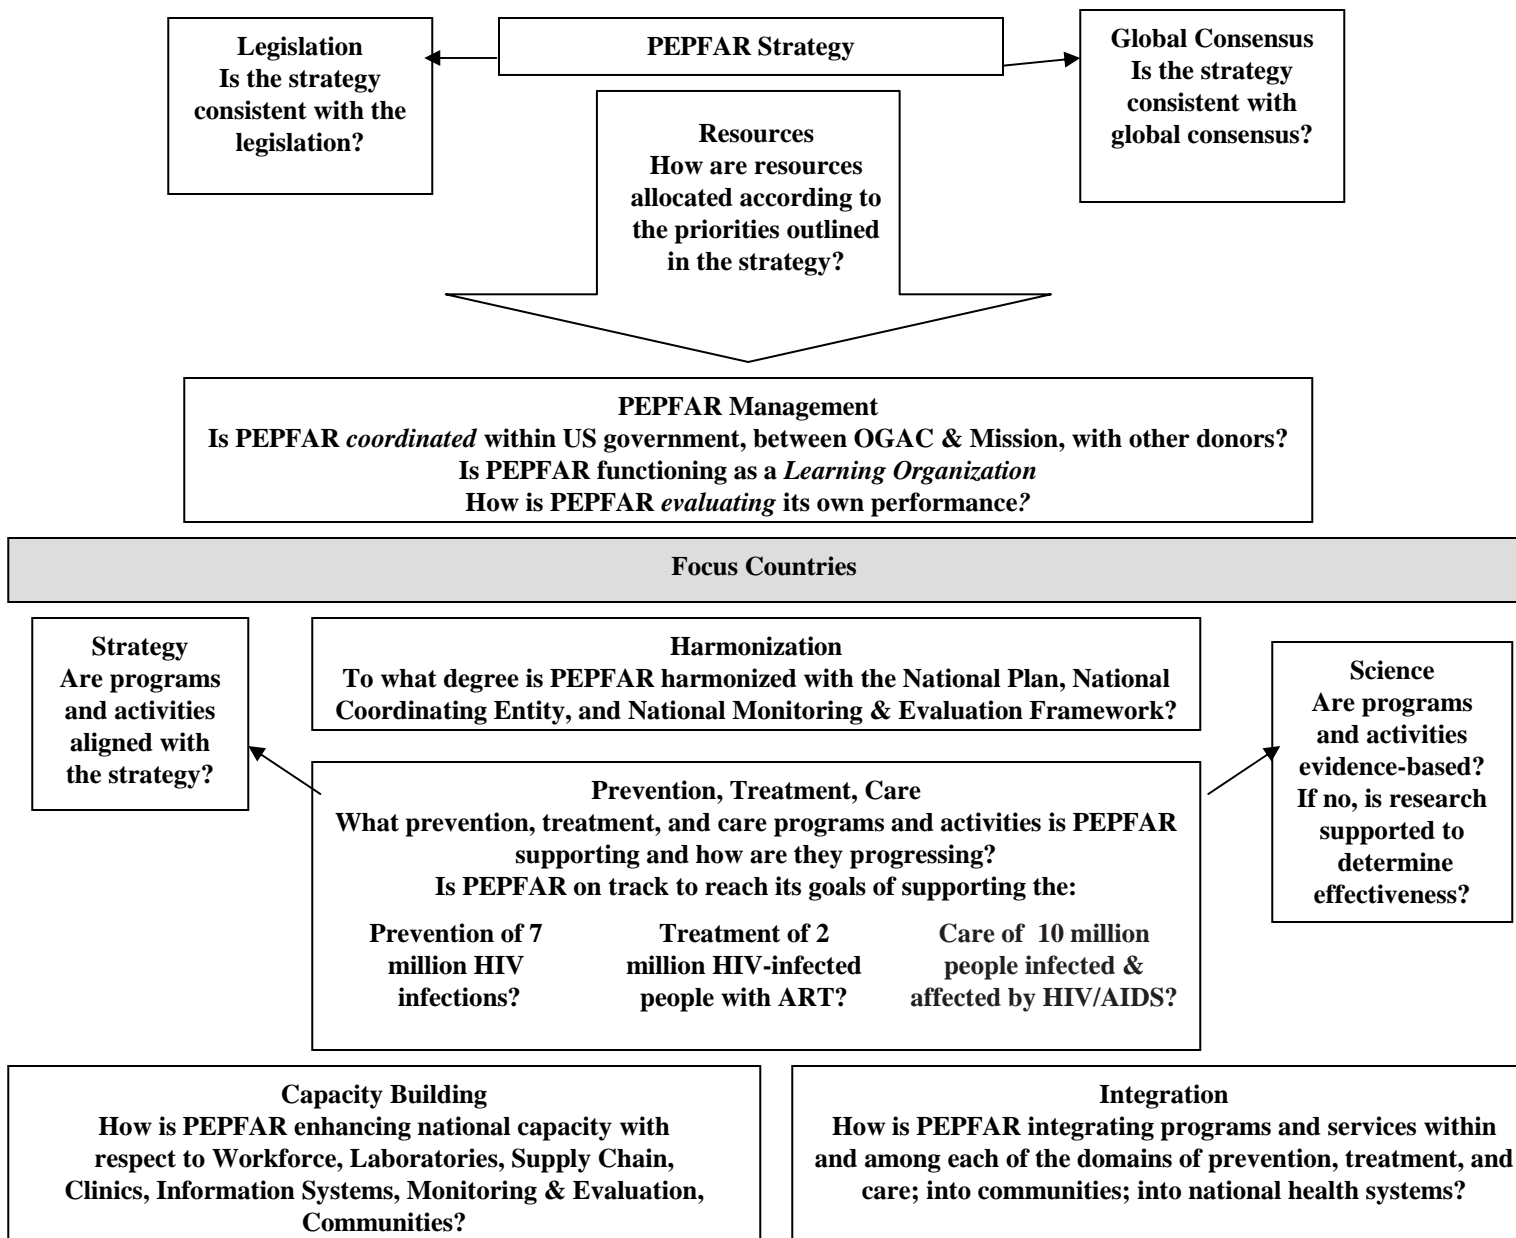 Legislation
Is the strategy
consistent with the
legislation?
PEPFAR Strategy
Global Consensus
Is the strategy
consistent with
global consensus?
Resources
How are resources
allocated according to
the priorities outlined
in the strategy?
PEPFAR Management
Is PEPFAR coordinated within US government, between OGAC & Mission, with other donors?
Is PEPFAR functioning as a Learning Organization
How is PEPFAR evaluating its own performance?
Focus Countries
Strategy
Are programs
and activities
aligned with
the strategy?
Harmonization
To what degree is PEPFAR harmonized with the National Plan, National
Coordinating Entity, and National Monitoring & Evaluation Framework?
Science
Are programs
and activities
evidence-based?
If no, is research
supported to
determine
effectiveness?
Prevention, Treatment, Care
What prevention, treatment, and care programs and activities is PEPFAR
supporting and how are they progressing?
Is PEPFAR on track to reach its goals of supporting the:
Prevention of 7
million HIV
infections?
Treatment of 2
million HIV-infected
people with ART?
Care of 10 million
people infected &
affected by HIV/AIDS?
Capacity Building
How is PEPFAR enhancing national capacity with
respect to Workforce, Laboratories, Supply Chain,
Clinics, Information Systems, Monitoring & Evaluation,
Communities?
Integration
How is PEPFAR integrating programs and services within
and among each of the domains of prevention, treatment, and
care; into communities; into national health systems?